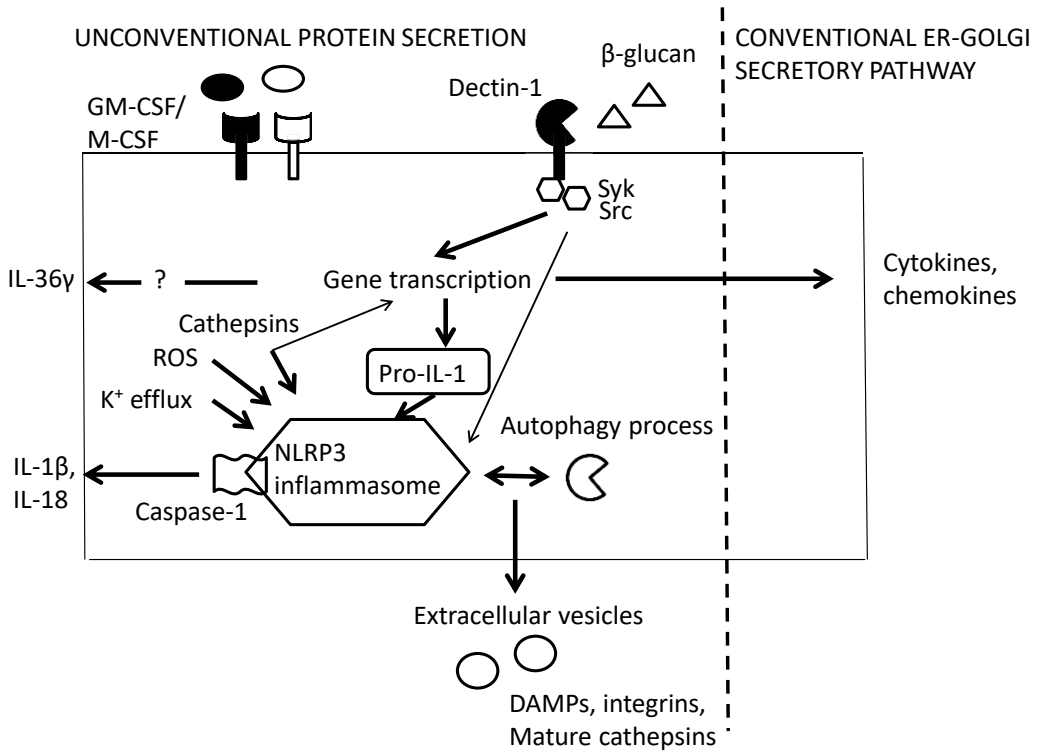 UNCONVENTIONAL PROTEIN SECRETION
CONVENTIONAL ER-GOLGI
SECRETORY PATHWAY
β-glucan
Dectin-1
GM-CSF/
M-CSF
Syk
Src
IL-36γ
?
Gene transcription
Cytokines,
chemokines
Cathepsins
ROS
Pro-IL-1
K⁺ efflux
Autophagy process
NLRP3
inflammasome
IL-1β,
IL-18
Caspase-1
Extracellular vesicles
DAMPs, integrins,
Mature cathepsins